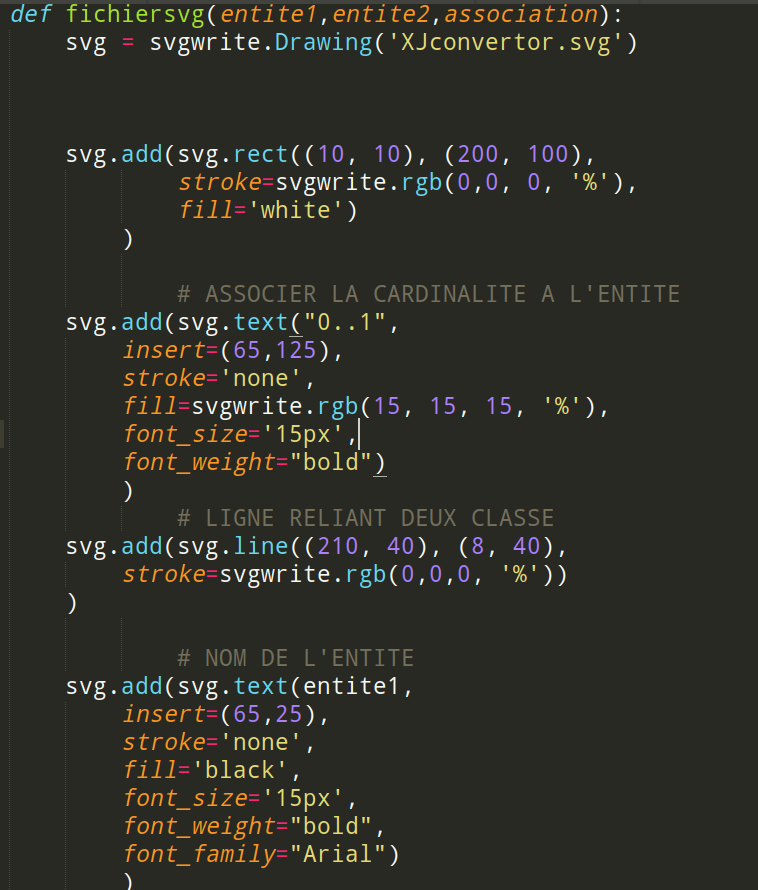 def fichiersvg(entite1,entite2,association):
    svg = svgwrite.Drawing('XJconvertor.svg')
    svg.add(svg.rect((10, 10), (200, 100),
            stroke=svgwrite.rgb(0,0, 0, '%'),
            fill='white')
        )
            # ASSOCIER LA CARDINALITE A L'ENTITE
    svg.add(svg.text("0..1",
        insert=(65,125),
        stroke='none',
        fill=svgwrite.rgb(15, 15, 15, '%'),
        font_size='15px',
        font_weight="bold")
        )
            # LIGNE RELIANT DEUX CLASSE
    svg.add(svg.line((210, 40), (8, 40),
        stroke=svgwrite.rgb(0,0,0, '%'))
    )
            # NOM DE L'ENTITE
    svg.add(svg.text(entite1,
        insert=(65,25),
        stroke='none',
        fill='black',
        font_size='15px',
        font_weight="bold",
        font_family="Arial")
        )